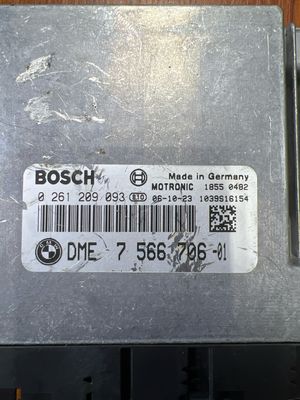 BOSCH Made in Germany
MOTRONIC 1855 0482
0 261 209 093 06-10-23 1039S16154
DME 7 566 706-01